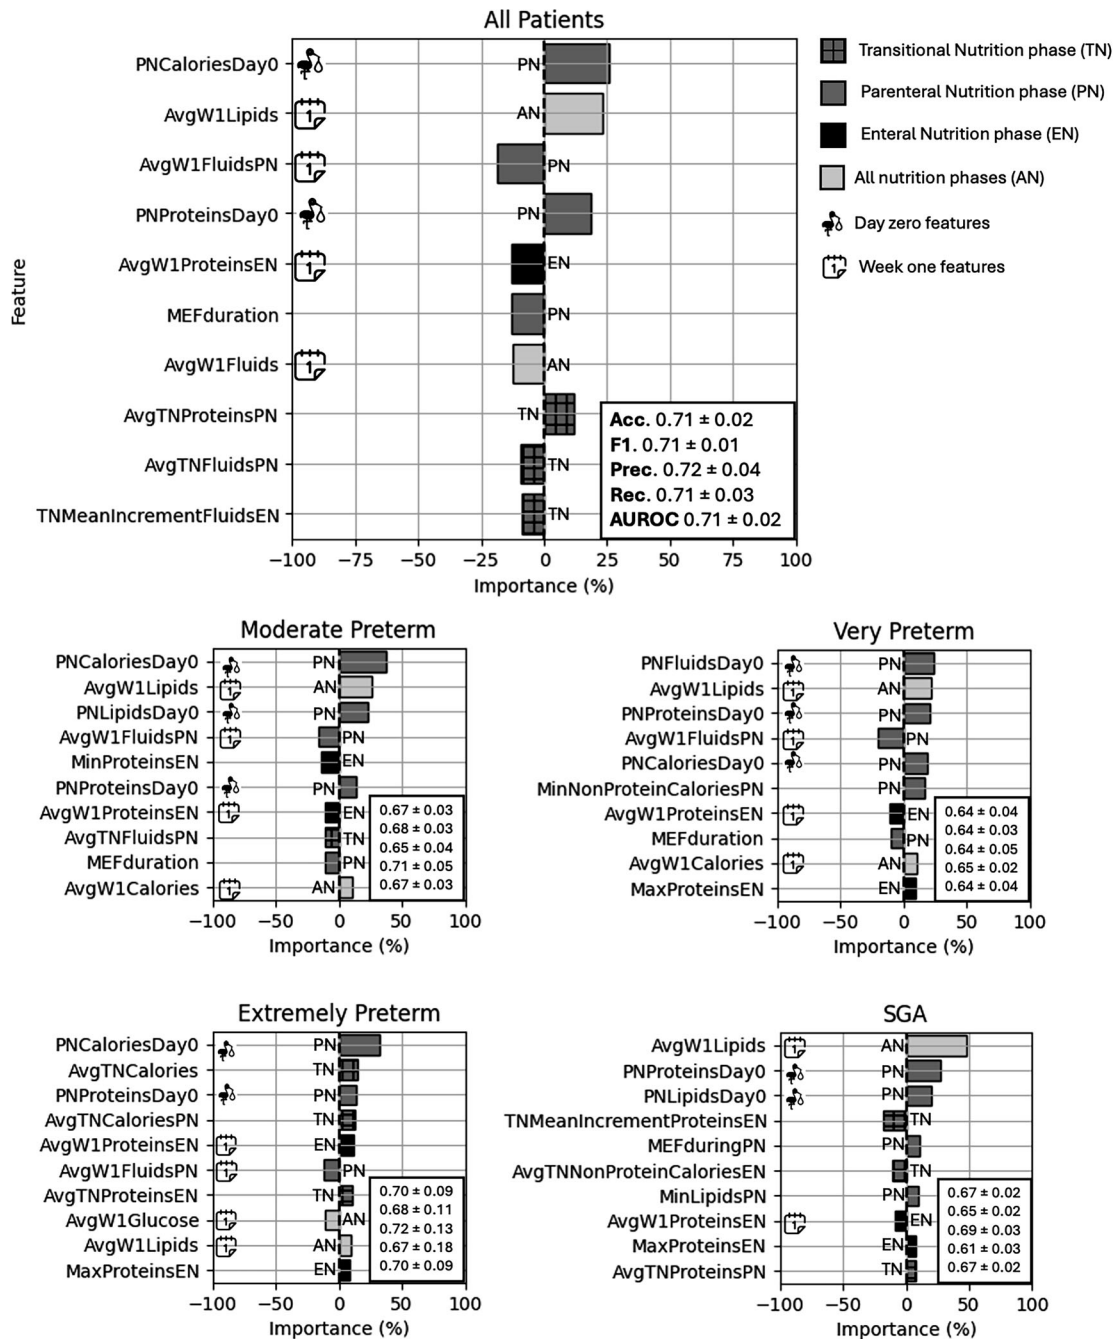 All Patients
Feature
PNCaloriesDay0 PN
AvgW1Lipids AN
AvgW1FluidsPN PN
PNProteinsDay0 PN
AvgW1ProteinsEN EN
MEFduration PN
AvgW1Fluids AN
AvgTNProteinsPN TN
AvgTNFluidsPN TN
TNMeanIncrementFluidsEN TN
Acc. 0.71 ± 0.02
F1. 0.71 ± 0.01
Prec. 0.72 ± 0.04
Rec. 0.71 ± 0.03
AUROC 0.71 ± 0.02
−100 −75 −50 −25 0 25 50 75 100
Importance (%)
Transitional Nutrition phase (TN)
Parenteral Nutrition phase (PN)
Enteral Nutrition phase (EN)
All nutrition phases (AN)
Day zero features
1 Week one features
Moderate Preterm
PNCaloriesDay0 PN
AvgW1Lipids AN
PNLipidsDay0 PN
AvgW1FluidsPN PN
MinProteinsEN EN
PNProteinsDay0 PN
AvgW1ProteinsEN EN
AvgTNFluidsPN TN
MEFduration PN
AvgW1Calories AN
0.67 ± 0.03
0.68 ± 0.03
0.65 ± 0.04
0.71 ± 0.05
0.67 ± 0.03
−100 −50 0 50 100
Importance (%)
Very Preterm
PNFluidsDay0 PN
AvgW1Lipids AN
PNProteinsDay0 PN
AvgW1FluidsPN PN
PNCaloriesDay0 PN
MinNonProteinCaloriesPN PN
AvgW1ProteinsEN EN
MEFduration PN
AvgW1Calories AN
MaxProteinsEN EN
0.64 ± 0.04
0.64 ± 0.03
0.64 ± 0.05
0.65 ± 0.02
0.64 ± 0.04
−100 −50 0 50 100
Importance (%)
Extremely Preterm
PNCaloriesDay0 PN
AvgTNCalories TN
PNProteinsDay0 PN
AvgTNCaloriesPN TN
AvgW1ProteinsEN EN
AvgW1FluidsPN PN
AvgTNProteinsEN TN
AvgW1Glucose AN
AvgW1Lipids AN
MaxProteinsEN EN
0.70 ± 0.09
0.68 ± 0.11
0.72 ± 0.13
0.67 ± 0.18
0.70 ± 0.09
−100 −50 0 50 100
Importance (%)
SGA
AvgW1Lipids AN
PNProteinsDay0 PN
PNLipidsDay0 PN
TNMeanIncrementProteinsEN TN
MEFduringPN PN
AvgTNNonProteinCaloriesEN TN
MinLipidsPN PN
AvgW1ProteinsEN EN
MaxProteinsEN EN
AvgTNProteinsPN TN
0.67 ± 0.02
0.65 ± 0.02
0.69 ± 0.03
0.61 ± 0.03
0.67 ± 0.02
−100 −50 0 50 100
Importance (%)